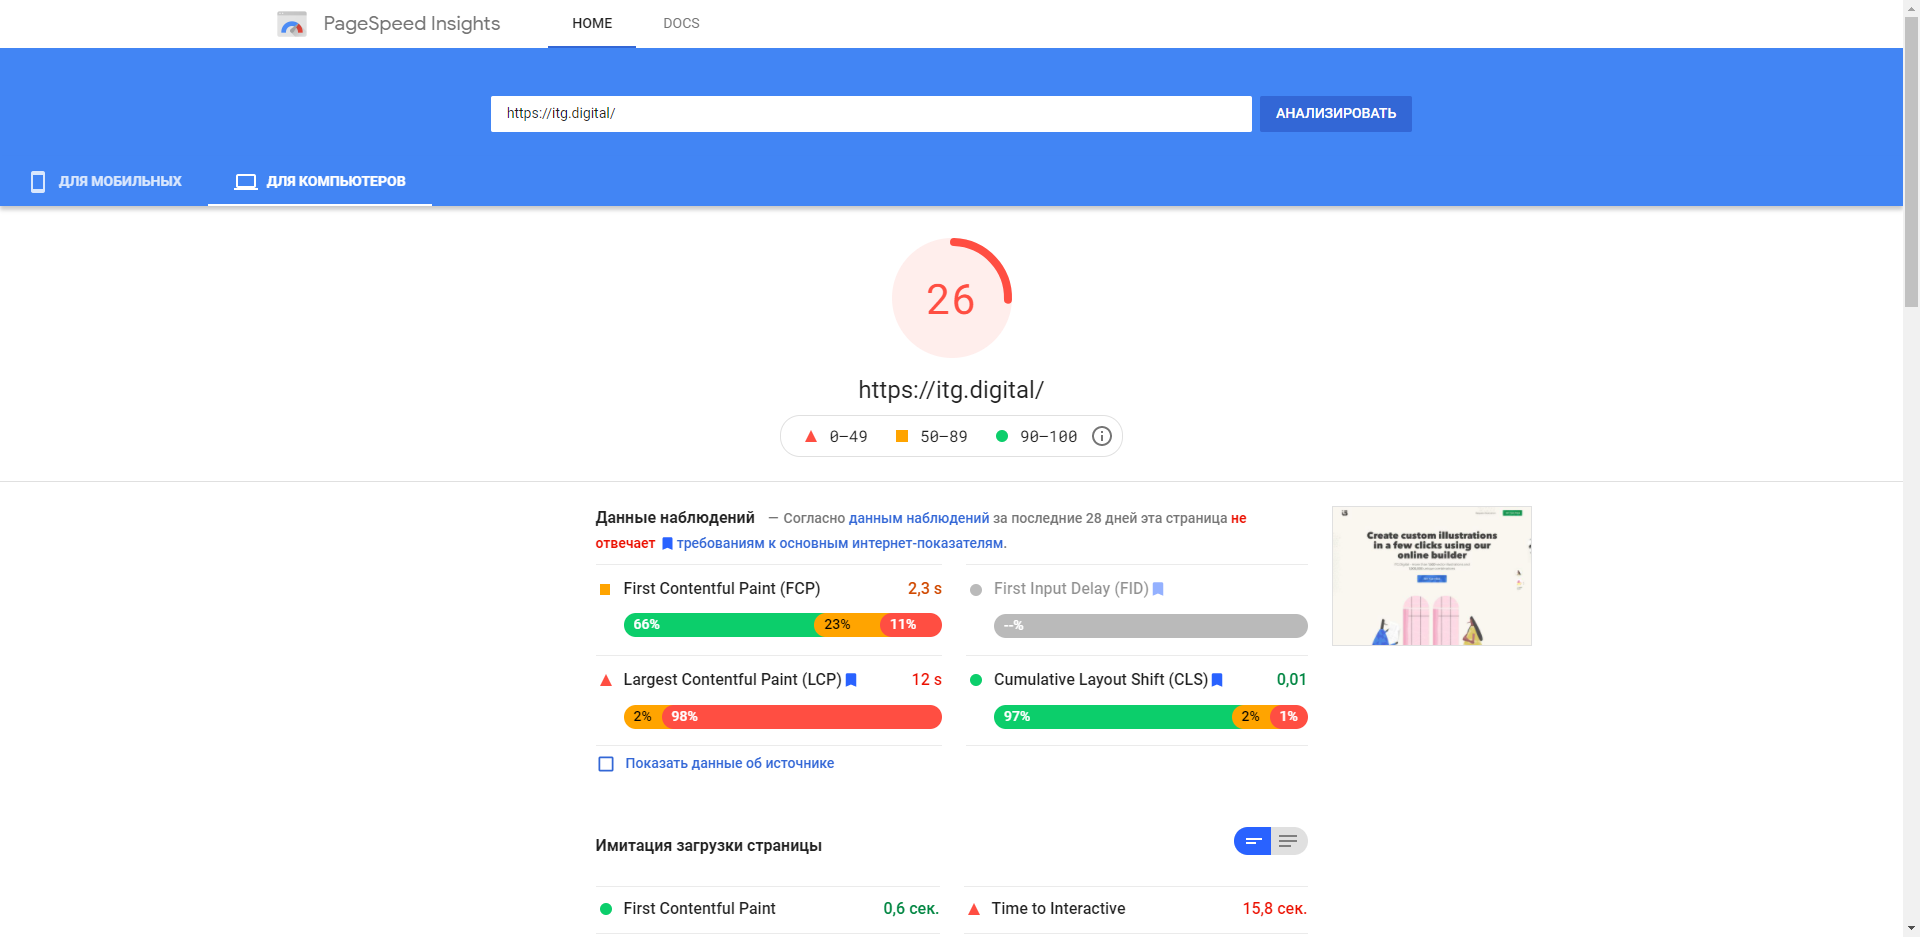 PageSpeed Insights
HOME
DOCS
https://itg.digital/
АНАЛИЗИРОВАТЬ
ДЛЯ МОБИЛЬНЫХ
ДЛЯ КОМПЬЮТЕРОВ
26
https://itg.digital/
0–49
50–89
90–100
Данные наблюдений — Согласно данным наблюдений за последние 28 дней эта страница не
отвечает требованиям к основным интернет-показателям.
First Contentful Paint (FCP) 2,3 s
66% 23% 11%
First Input Delay (FID)
--%
Largest Contentful Paint (LCP) 12 s
2% 98%
Cumulative Layout Shift (CLS) 0,01
97% 2% 1%
Показать данные об источнике
Create custom illustrations
in a few clicks using our
online builder
Имитация загрузки страницы
First Contentful Paint 0,6 сек.
Time to Interactive 15,8 сек.